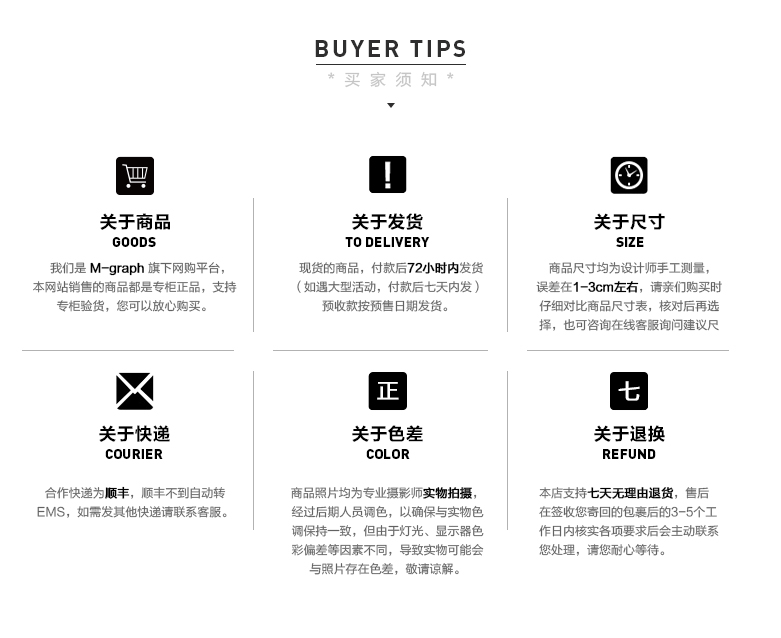 BUYER TIPS
*买家须知*
关于商品
GOODS
我们是 M-graph 旗下网购平台，
本网站销售的商品都是专柜正品，支持
专柜验货，您可以放心购买。
!
关于发货
TO DELIVERY
现货的商品，付款后72小时内发货
（如遇大型活动，付款后七天内发）
预收款按预售日期发货。
关于尺寸
SIZE
商品尺寸均为设计师手工测量，
误差在1-3cm左右，请亲们购买时
仔细对比商品尺寸表，核对后再选
择，也可咨询在线客服询问建议尺
关于快递
COURIER
合作快递为顺丰，顺丰不到自动转
EMS，如需发其他快递请联系客服。
正
关于色差
COLOR
商品照片均为专业摄影师实物拍摄，
经过后期人员调色，以确保与实物色
调保持一致，但由于灯光、显示器色
彩偏差等因素不同，导致实物可能会
与照片存在色差，敬请谅解。
七
关于退换
REFUND
本店支持七天无理由退货，售后
在签收您寄回的包裹后的3-5个工
作日内核实各项要求后会主动联系
您处理，请您耐心等待。